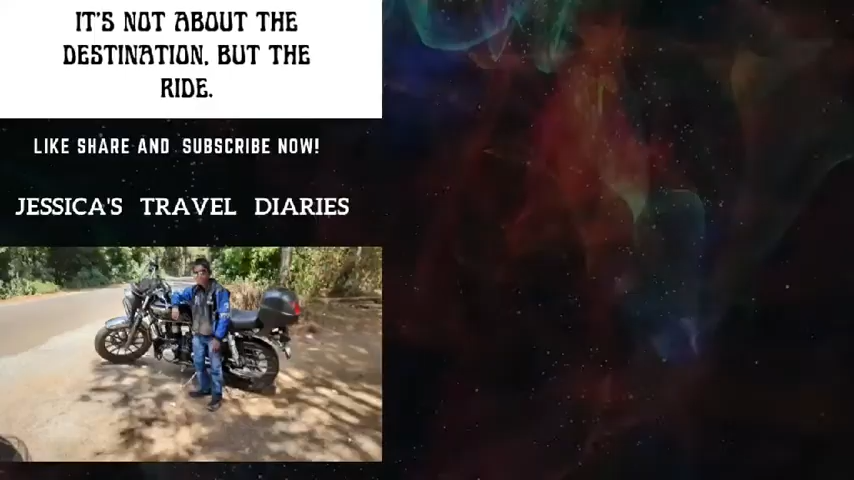 IT'S NOT ABOUT THE
DESTINATION, BUT THE
RIDE.
LIKE SHARE AND SUBSCRIBE NOW!
JESSICA'S TRAVEL DIARIES